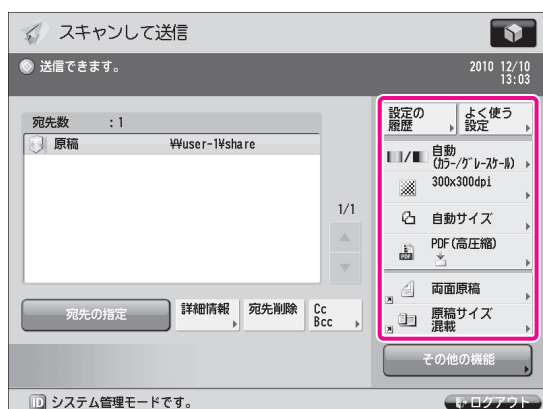 スキャンして送信
送信できます。
2010 12/10
13:03
宛先数 :1
原稿 ¥¥user-1¥share
1/1
宛先の指定
詳細情報
宛先削除
Cc
Bcc
設定の
履歴
よく使う
設定
自動
(カラー/グレースケール)
300x300dpi
自動サイズ
PDF(高圧縮)
PDF
両面原稿
原稿サイズ
混載
その他の機能
ID システム管理モードです。
ログアウト